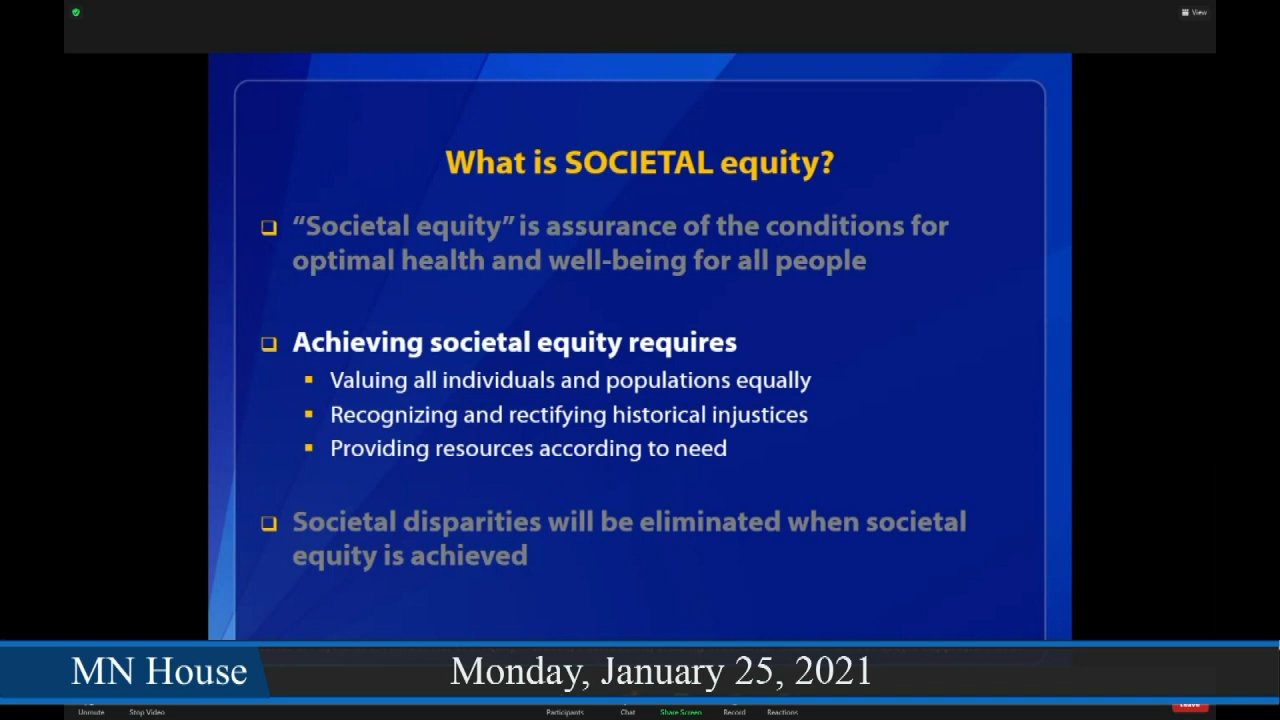 View
What is SOCIETAL equity?
“Societal equity” is assurance of the conditions for
optimal health and well-being for all people
Achieving societal equity requires
Valuing all individuals and populations equally
Recognizing and rectifying historical injustices
Providing resources according to need
Societal disparities will be eliminated when societal
equity is achieved
MN House
Monday, January 25, 2021
Unmute
Stop Video
Participants
Chat
Share Screen
Record
Reactions
Leave